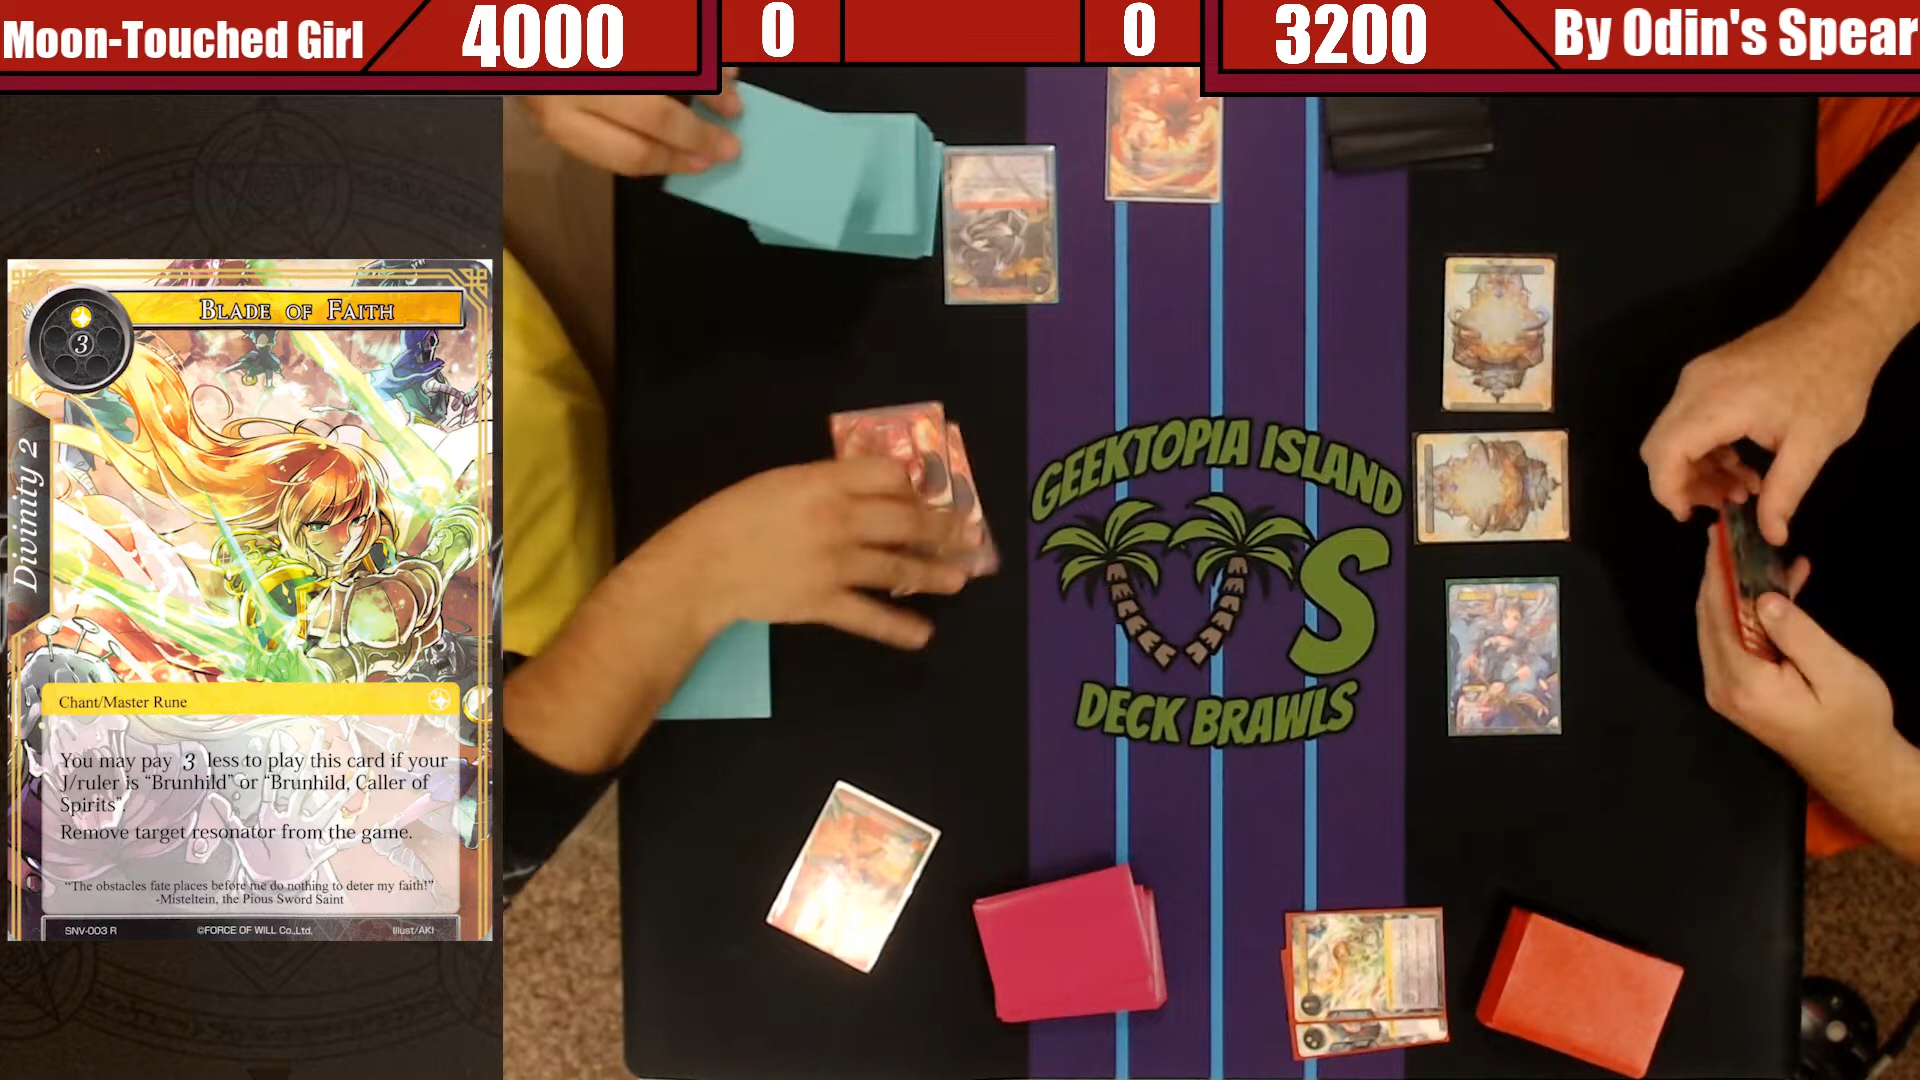 Moon-Touched Girl
4000
0
0
3200
By Odin's Spear
BLADE OF FAITH
3
Divinity 2
Chant/Master Rune
You may pay 3 less to play this card if your
J/ruler is "Brunhild" or "Brunhild, Caller of
Spirits".
Remove target resonator from the game.
"The obstacles fate places before me do nothing to deter my faith!"
-Misteltein, the Pious Sword Saint
SNV-003 R
©FORCE OF WILL Co.,Ltd.
Illust/AKI
GEEKTOPIA ISLAND
S
DECK BRAWLS